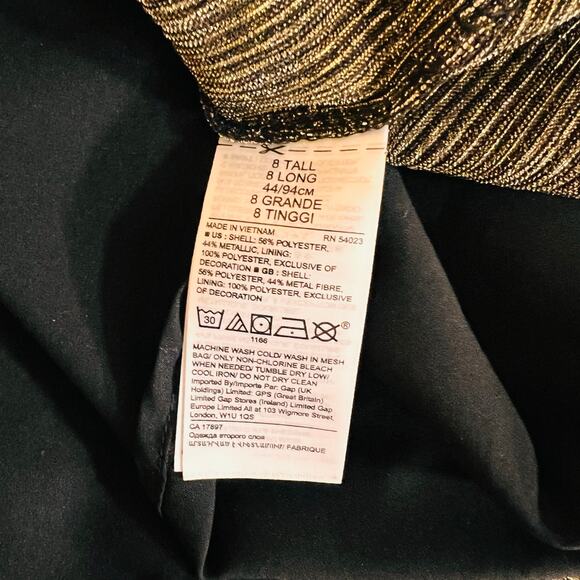 8 TALL
8 LONG
44/94CM
8 GRANDE
8 TINGGI
MADE IN VIETNAM RN 54023
■ US : SHELL: 56% POLYESTER,
44% METALLIC, LINING:
100% POLYESTER, EXCLUSIVE OF
DECORATION ■ GB : SHELL:
56% POLYESTER, 44% METAL FIBRE,
LINING: 100% POLYESTER, EXCLUSIVE
OF DECORATION
30
®
1166
MACHINE WASH COLD/ WASH IN MESH
BAG/ ONLY NON-CHLORINE BLEACH
WHEN NEEDED/ TUMBLE DRY LOW/
COOL IRON/ DO NOT DRY CLEAN
Imported By/Importe Par: Gap (UK
Holdings) Limited: GPS (Great Britain)
Limited Gap Stores (Ireland) Limited Gap
Europe Limited All at 103 Wigmore Street,
London, W1U 1QS
CA 17897
Одежда второго слоя
FABRIQUE